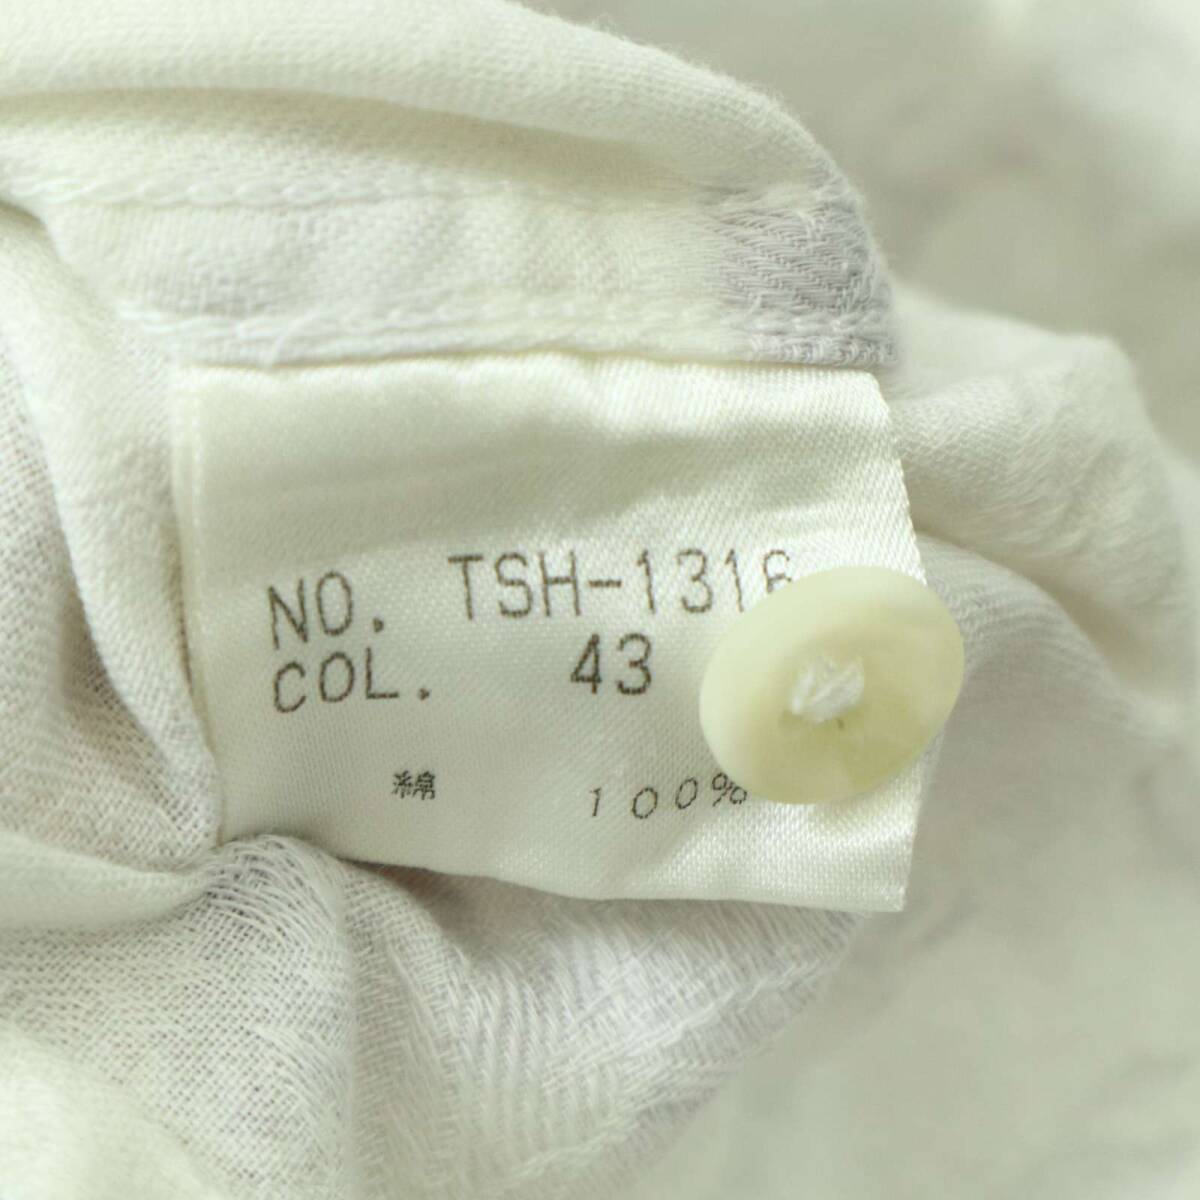 NO. TSH-1316
COL. 43
綿 100%